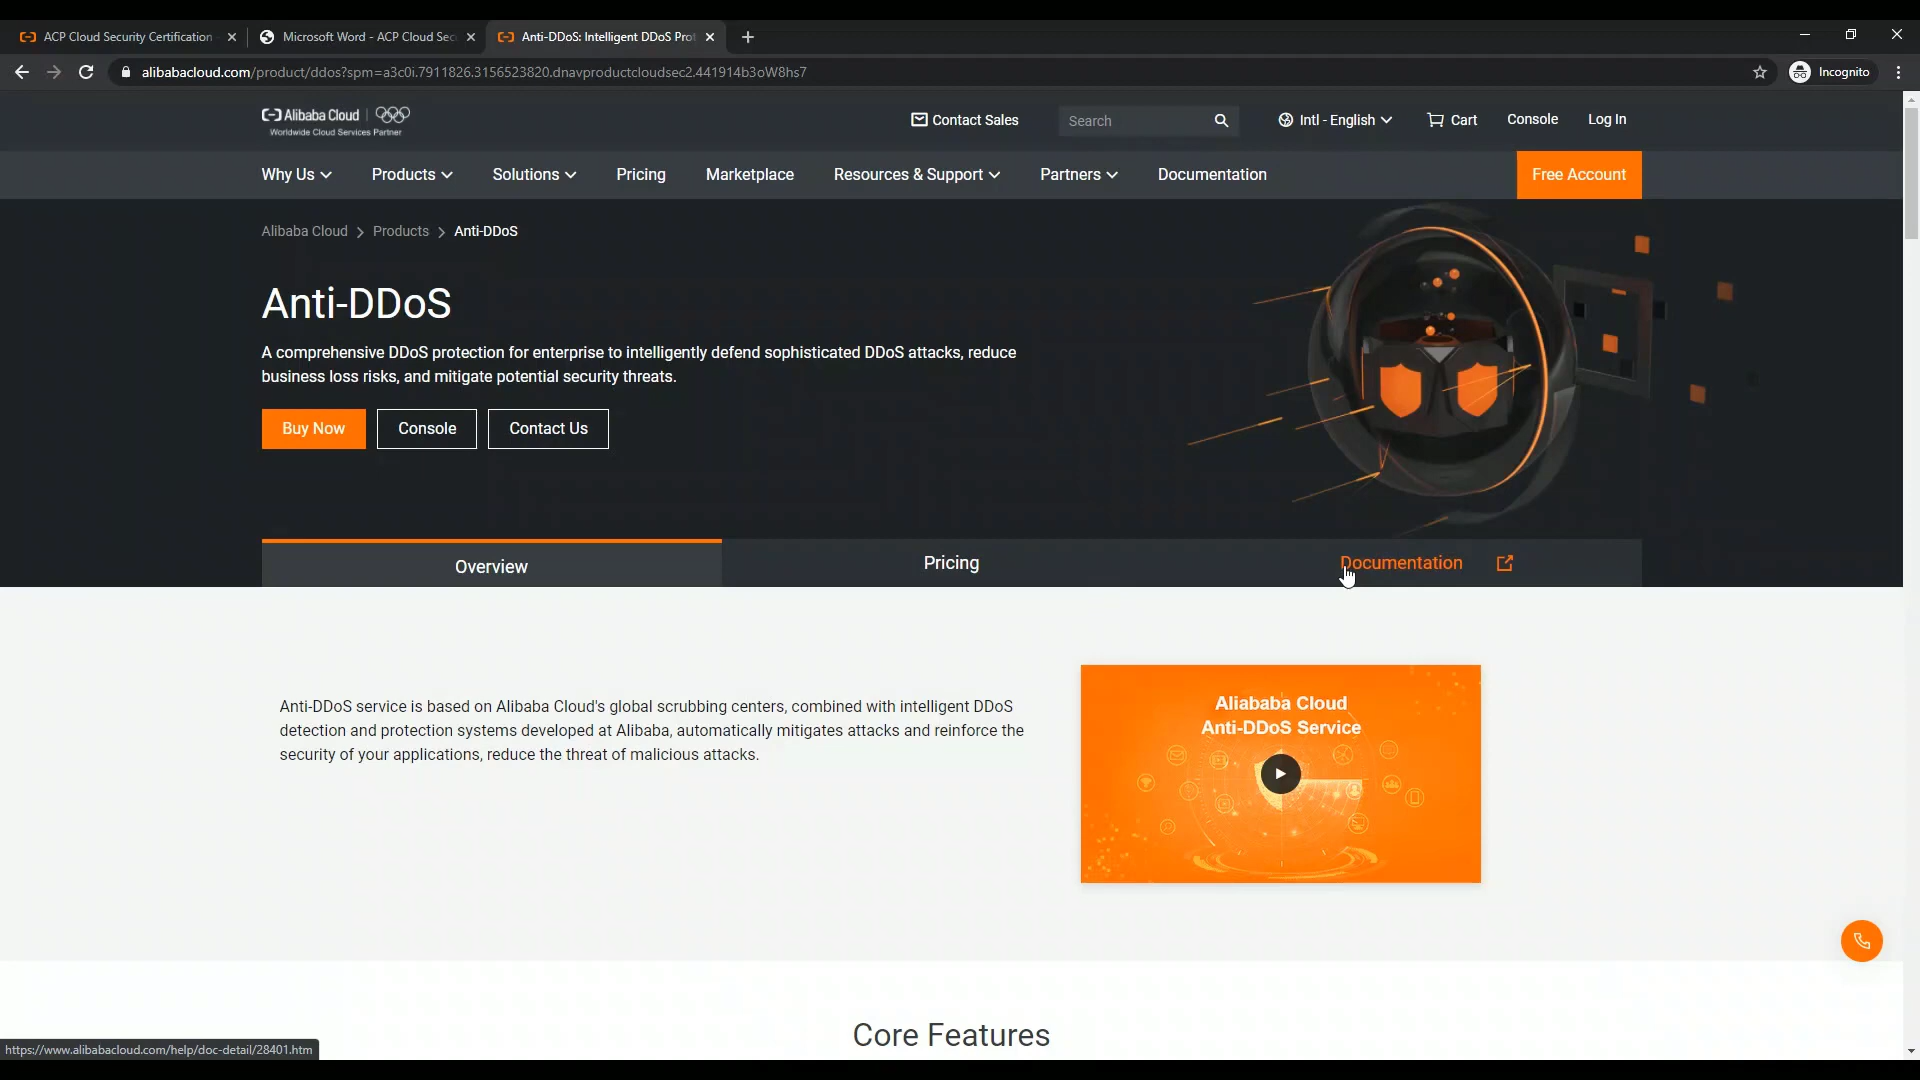 ACP Cloud Security Certification
Microsoft Word - ACP Cloud Sec
Anti-DDoS: Intelligent DDoS Prot
alibabacloud.com/product/ddos?spm=a3c0i.7911826.3156523820.dnavproductcloudsec2.441914b3oW8hs7
Incognito
Alibaba Cloud
Worldwide Cloud Services Partner
Contact Sales
Search
Intl - English
Cart
Console
Log In
Why Us
Products
Solutions
Pricing
Marketplace
Resources & Support
Partners
Documentation
Free Account
Alibaba Cloud > Products > Anti-DDoS
Anti-DDoS
A comprehensive DDoS protection for enterprise to intelligently defend sophisticated DDoS attacks, reduce
business loss risks, and mitigate potential security threats.
Buy Now
Console
Contact Us
Overview
Pricing
Documentation
Anti-DDoS service is based on Alibaba Cloud's global scrubbing centers, combined with intelligent DDoS
detection and protection systems developed at Alibaba, automatically mitigates attacks and reinforce the
security of your applications, reduce the threat of malicious attacks.
Aliababa Cloud
Anti-DDoS Service
Core Features
https://www.alibabacloud.com/help/doc-detail/28401.htm